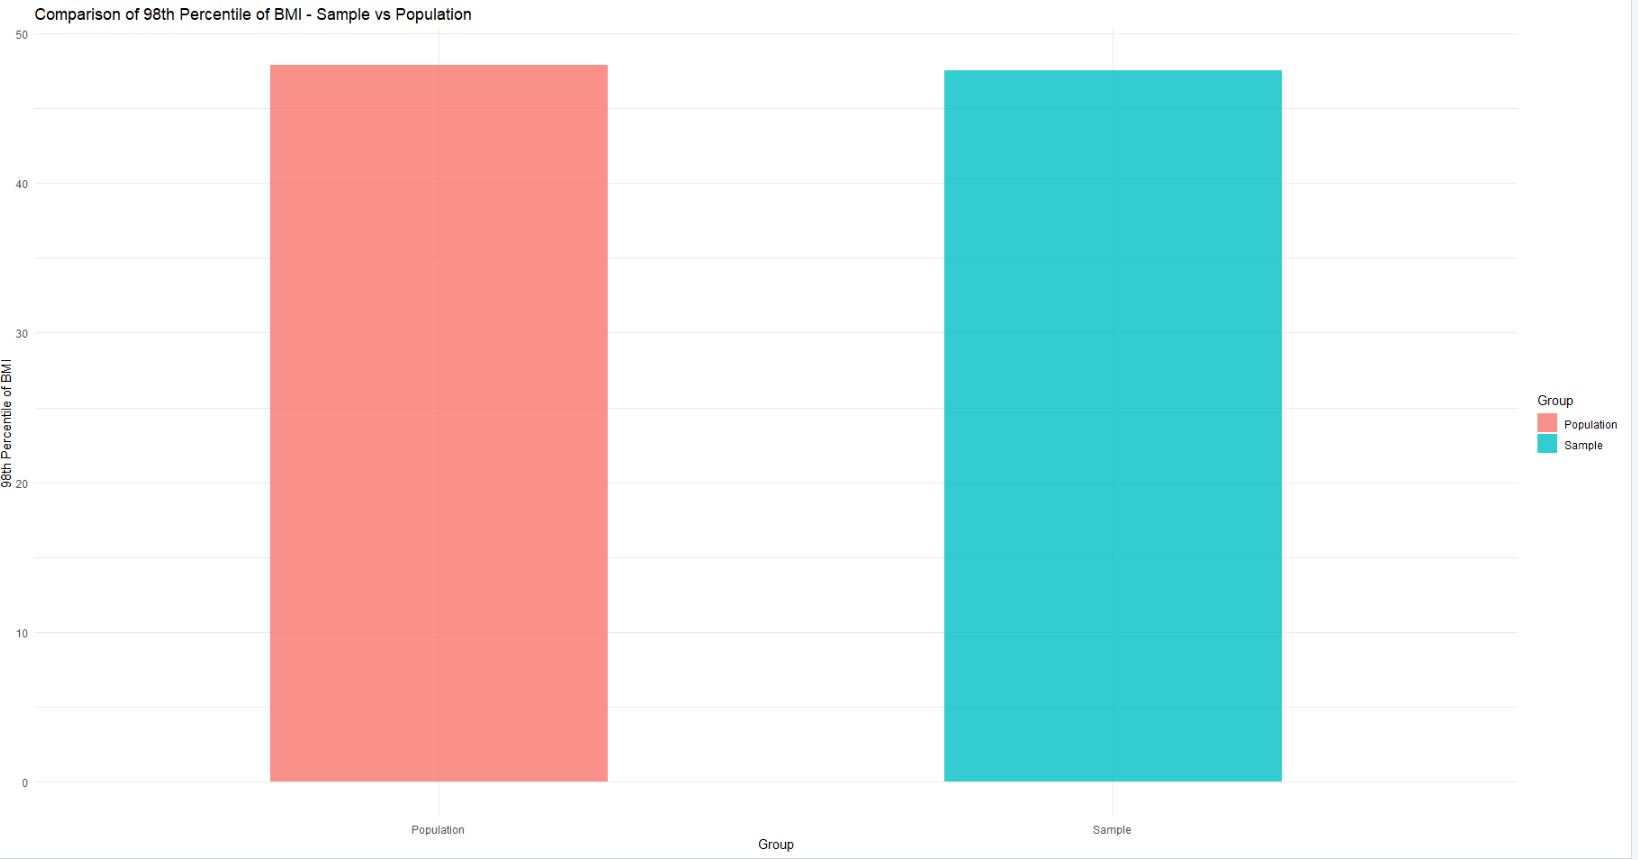 Comparison of 98th Percentile of BMI - Sample vs Population
50
40
30
20
10
0
98th Percentile of BMI
Population
Sample
Group
Group
Population
Sample